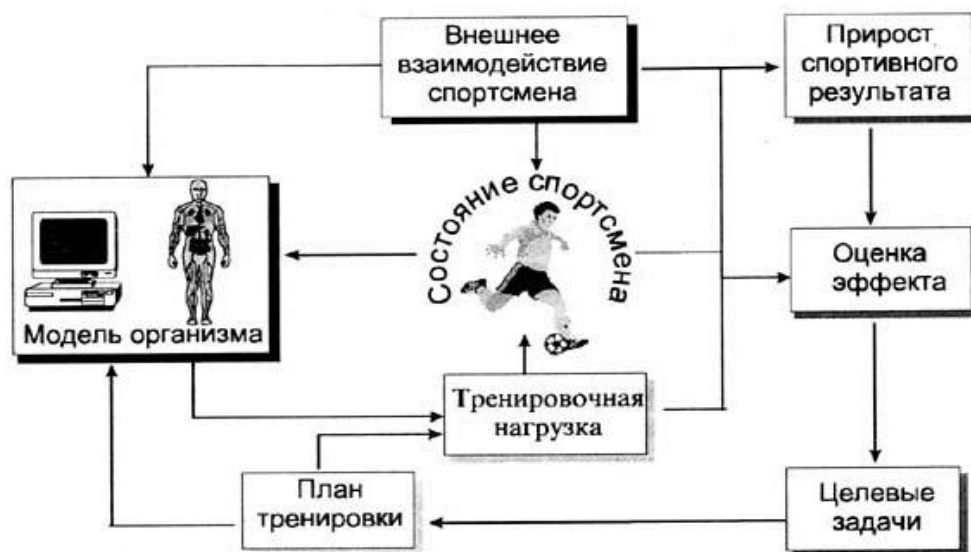 Внешнее
взаимодействие
спортсмена
Прирост
спортивного
результата
Состояние спортсмена
Модель организма
Оценка
эффекта
Тренировочная
нагрузка
План
тренировки
Целевые
задачи